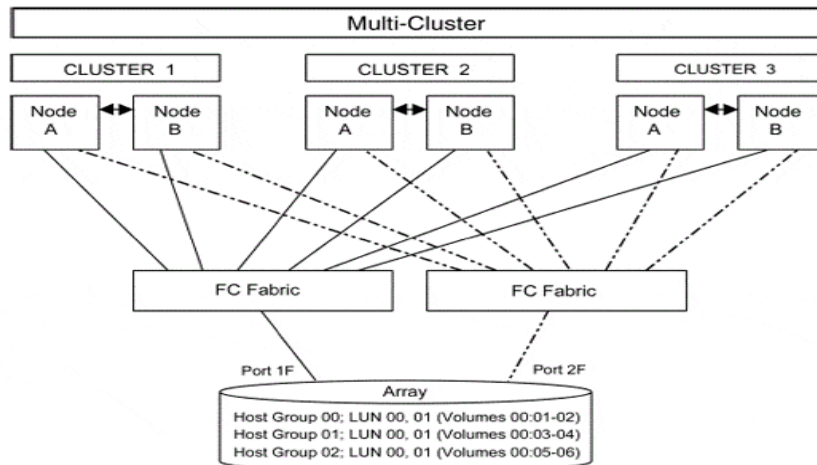 Multi-Cluster
CLUSTER 1
CLUSTER 2
CLUSTER 3
Node A
Node B
Node A
Node B
Node A
Node B
FC Fabric
FC Fabric
Port 1F
Port 2F
Array
Host Group 00; LUN 00, 01 (Volumes 00:01-02)
Host Group 01; LUN 00, 01 (Volumes 00:03-04)
Host Group 02; LUN 00, 01 (Volumes 00:05-06)